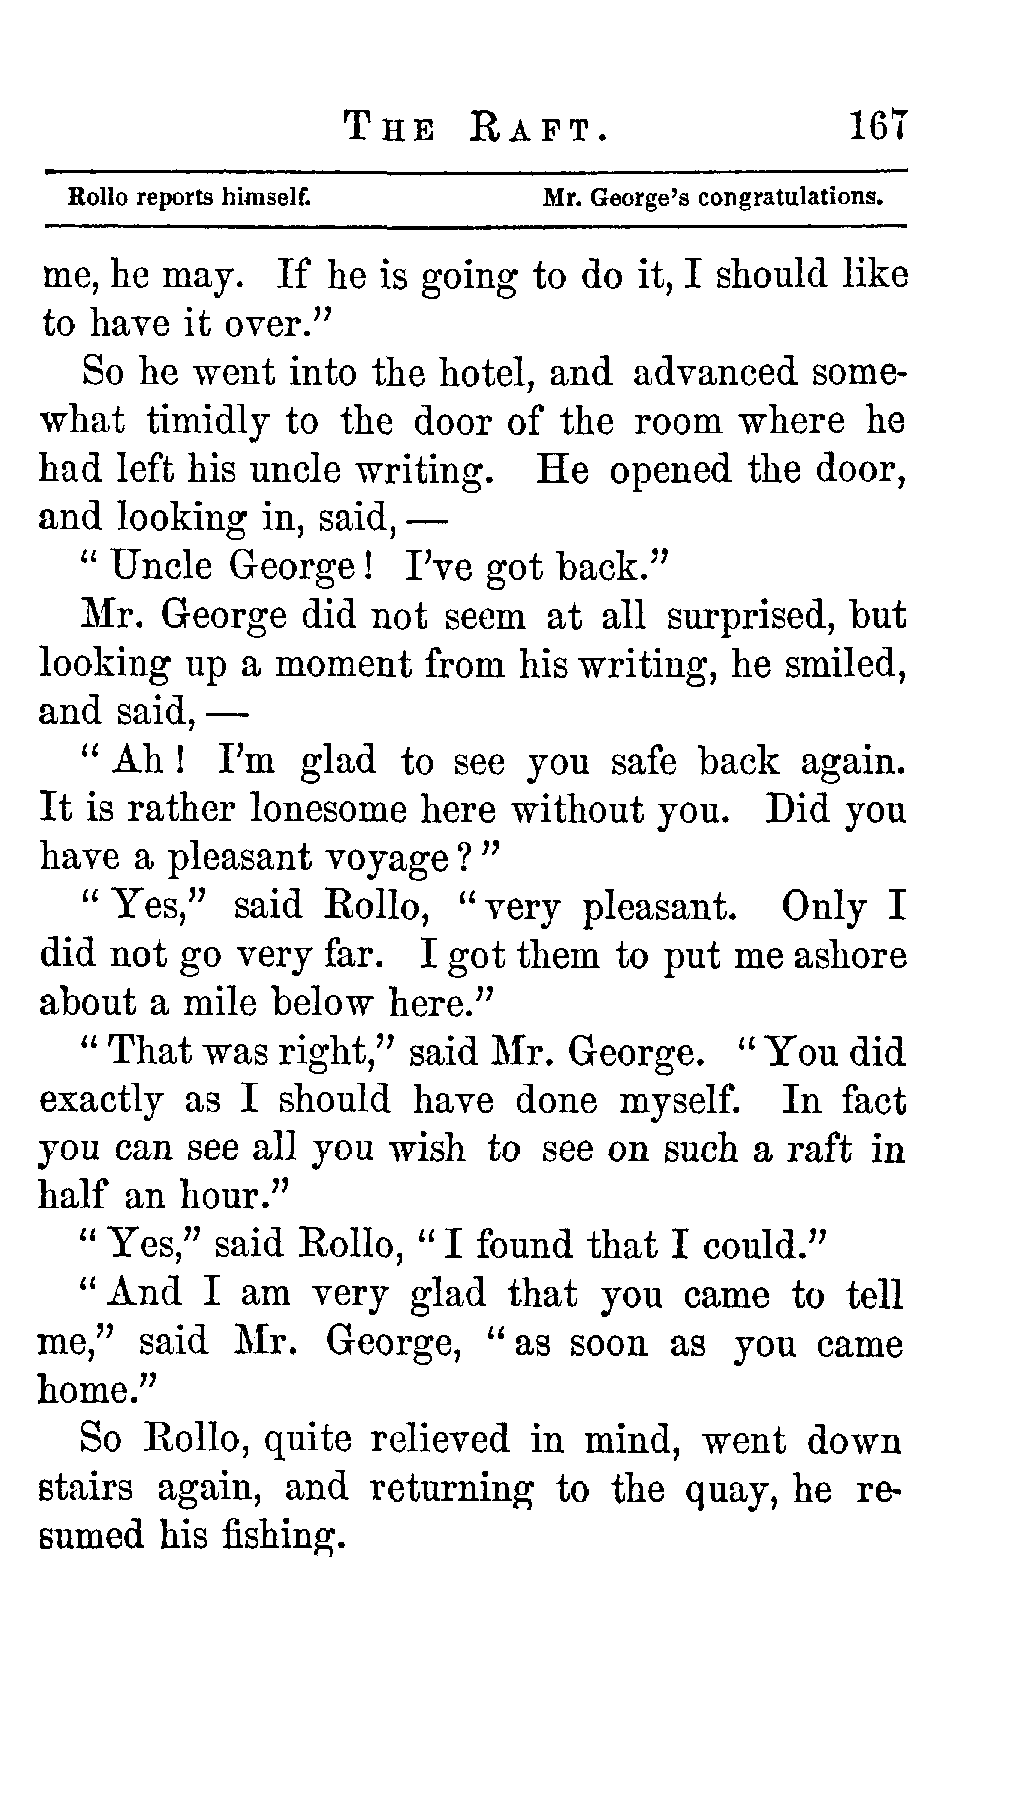 The Raft. 167
Rollo reports himself. Mr. George's congratulations.
me, he may. If he is going to do it, I should like
to have it over."
So he went into the hotel, and advanced some-
what timidly to the door of the room where he
had left his uncle writing. He opened the door,
and looking in, said, —
" Uncle George! I've got back."
Mr. George did not seem at all surprised, but
looking up a moment from his writing, he smiled,
and said, —
" Ah! I'm glad to see you safe back again.
It is rather lonesome here without you. Did you
have a pleasant voyage?"
" Yes," said Rollo, "very pleasant. Only I
did not go very far. I got them to put me ashore
about a mile below here."
" That was right," said Mr. George. "You did
exactly as I should have done myself. In fact
you can see all you wish to see on such a raft in
half an hour."
" Yes," said Rollo, "I found that I could."
"And I am very glad that you came to tell
me," said Mr. George, "as soon as you came
home."
So Rollo, quite relieved in mind, went down
stairs again, and returning to the quay, he re-
sumed his fishing.